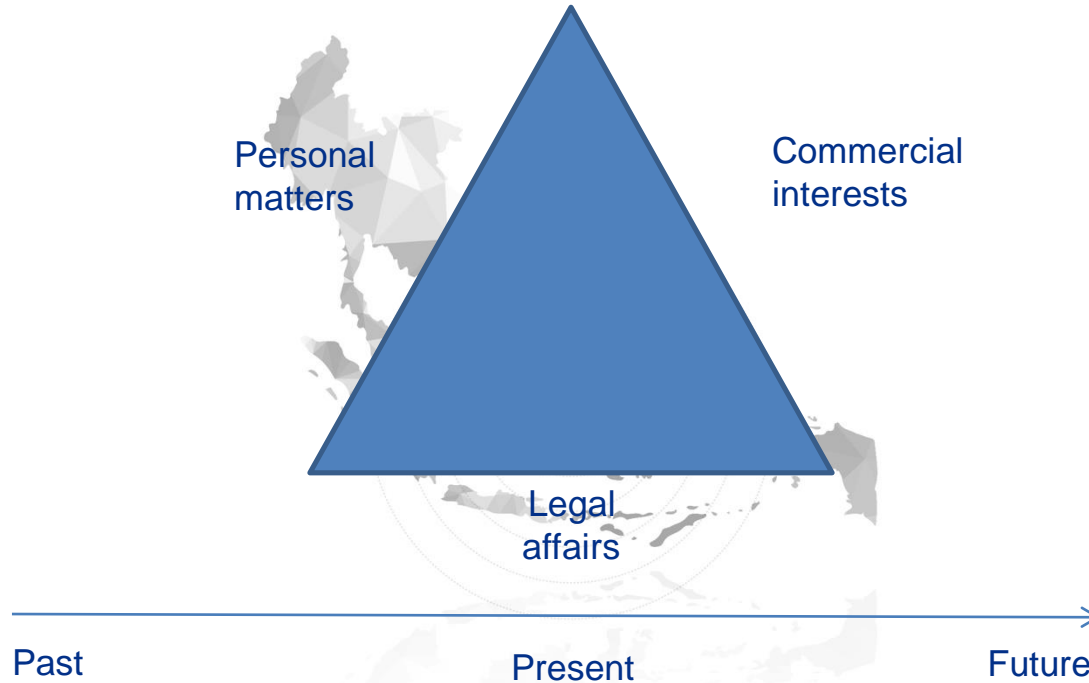 Personal
matters
Commercial
interests
Legal
affairs
Past
Present
Future